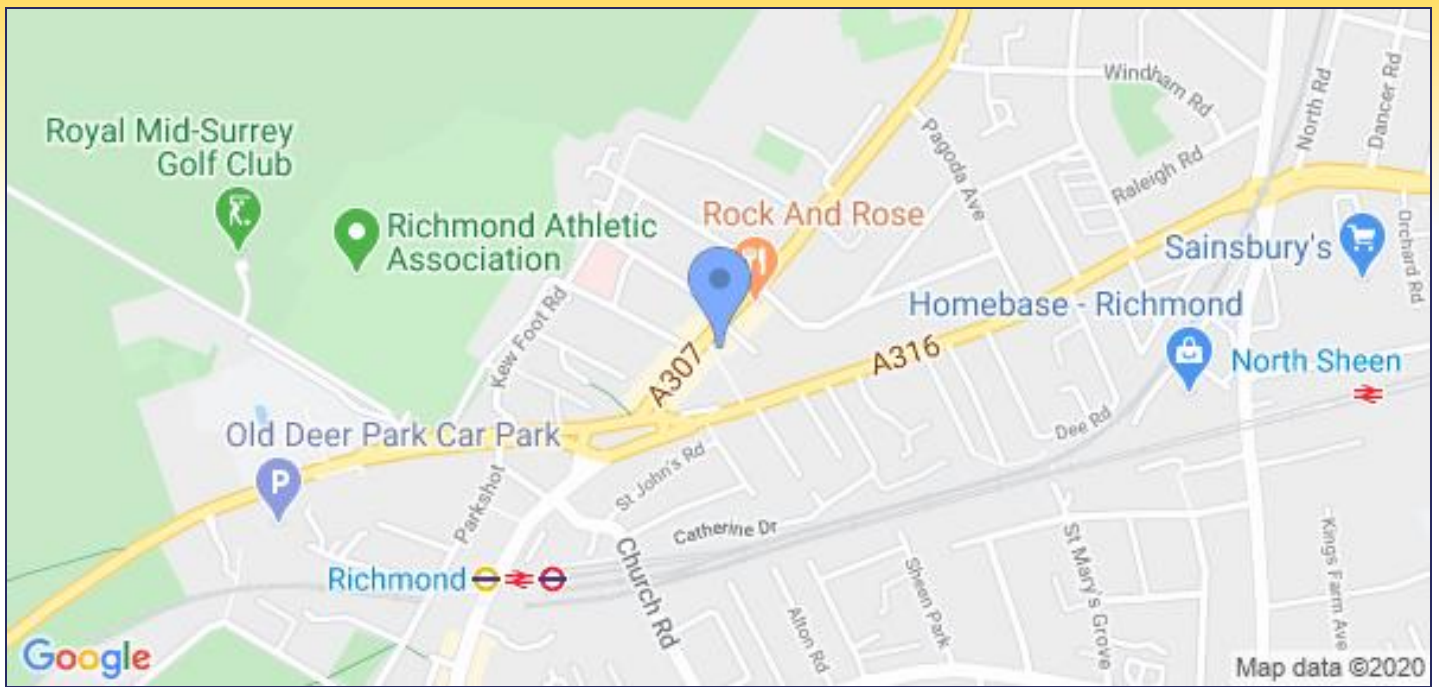 Windham Rd
North Rd
Dancer Rd
Royal Mid-Surrey
Golf Club
Pagoda Ave
Raleigh Rd
Richmond Athletic
Association
Rock And Rose
Sainsbury's
Orchard Rd
Kew Foot Rd
Homebase - Richmond
A307
A316
North Sheen
Old Deer Park Car Park
P
Dee Rd
St John's Rd
Parkshot
Catherine Dr
Richmond
Church Rd
Sheen Park
St Mary's Grove
Kings Farm Ave
Alton Rd
Google
Map data ©2020